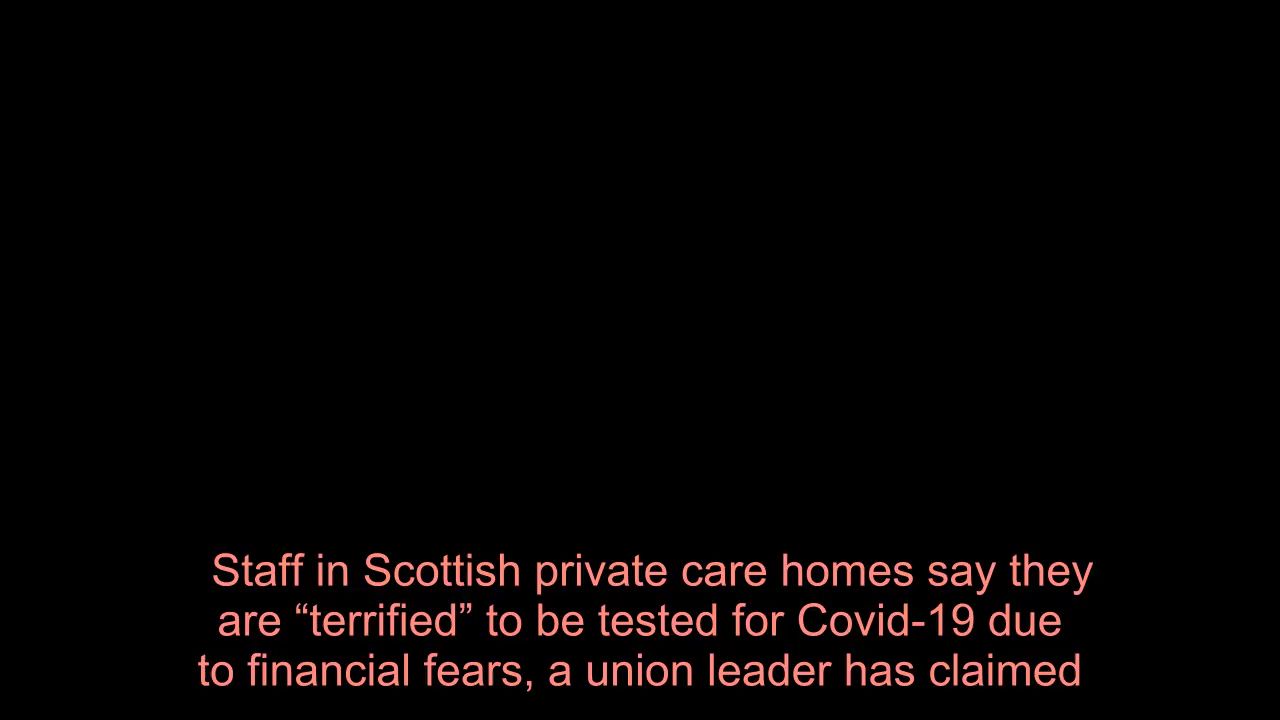 Staff in Scottish private care homes say they
are “terrified” to be tested for Covid-19 due
to financial fears, a union leader has claimed